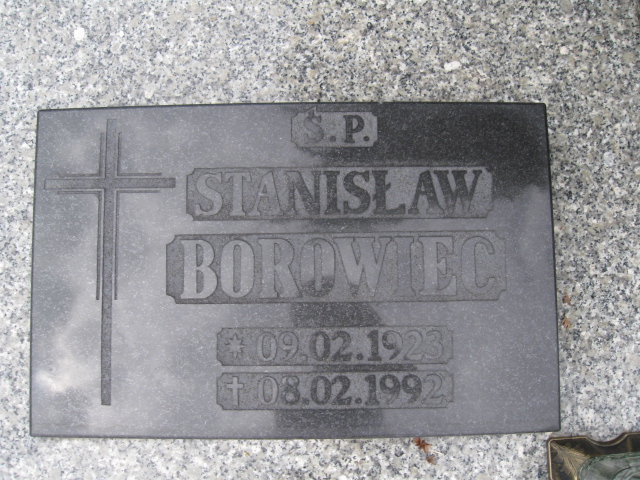 Ś.P.
STANISŁAW
BOROWIEC
* 09.02.1923
✝ 08.02.1992